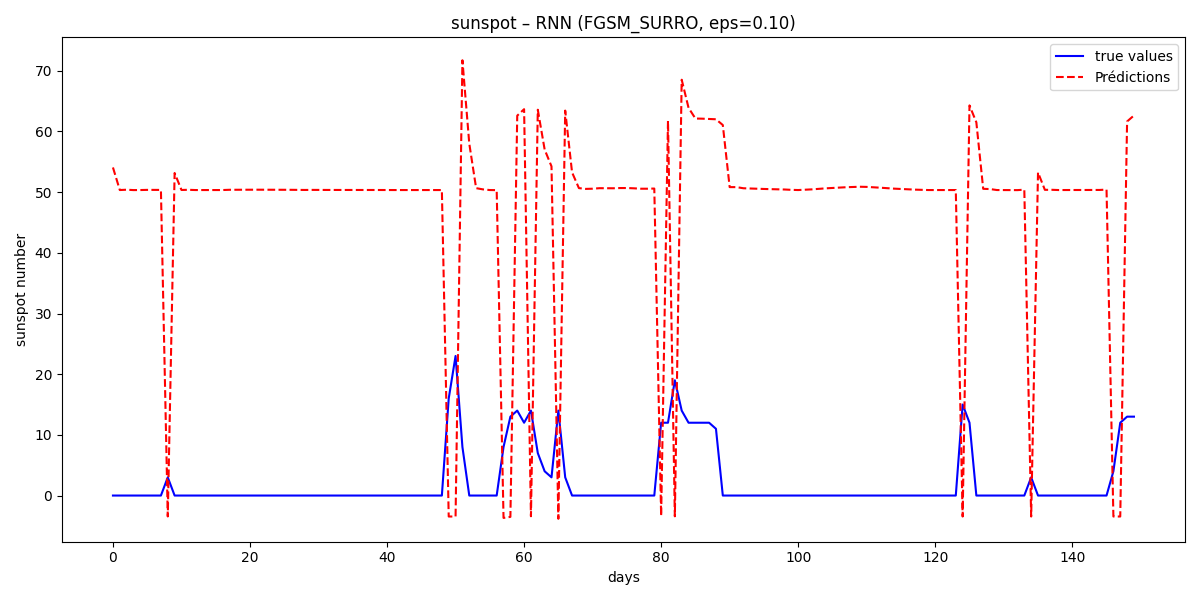 sunspot – RNN (FGSM_SURRO, eps=0.10)
true values
Prédictions
sunspot number
70
60
50
40
30
20
10
0
0 20 40 60 80 100 120 140
days